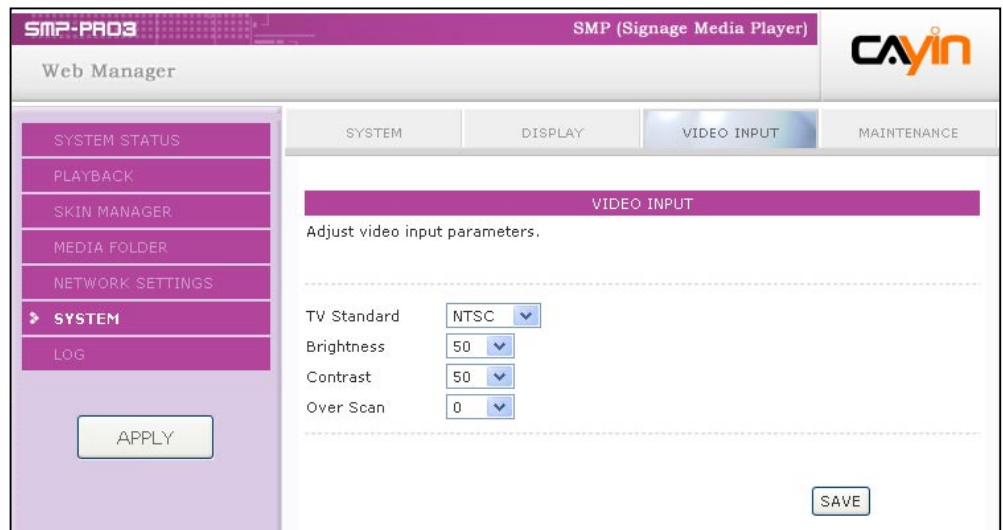 SMP-PRO3
SMP (Signage Media Player)
CAYIN
Web Manager
SYSTEM STATUS
PLAYBACK
SKIN MANAGER
MEDIA FOLDER
NETWORK SETTINGS
SYSTEM
LOG
APPLY
SYSTEM DISPLAY VIDEO INPUT MAINTENANCE
VIDEO INPUT
Adjust video input parameters.
TV Standard NTSC
Brightness 50
Contrast 50
Over Scan 0
SAVE